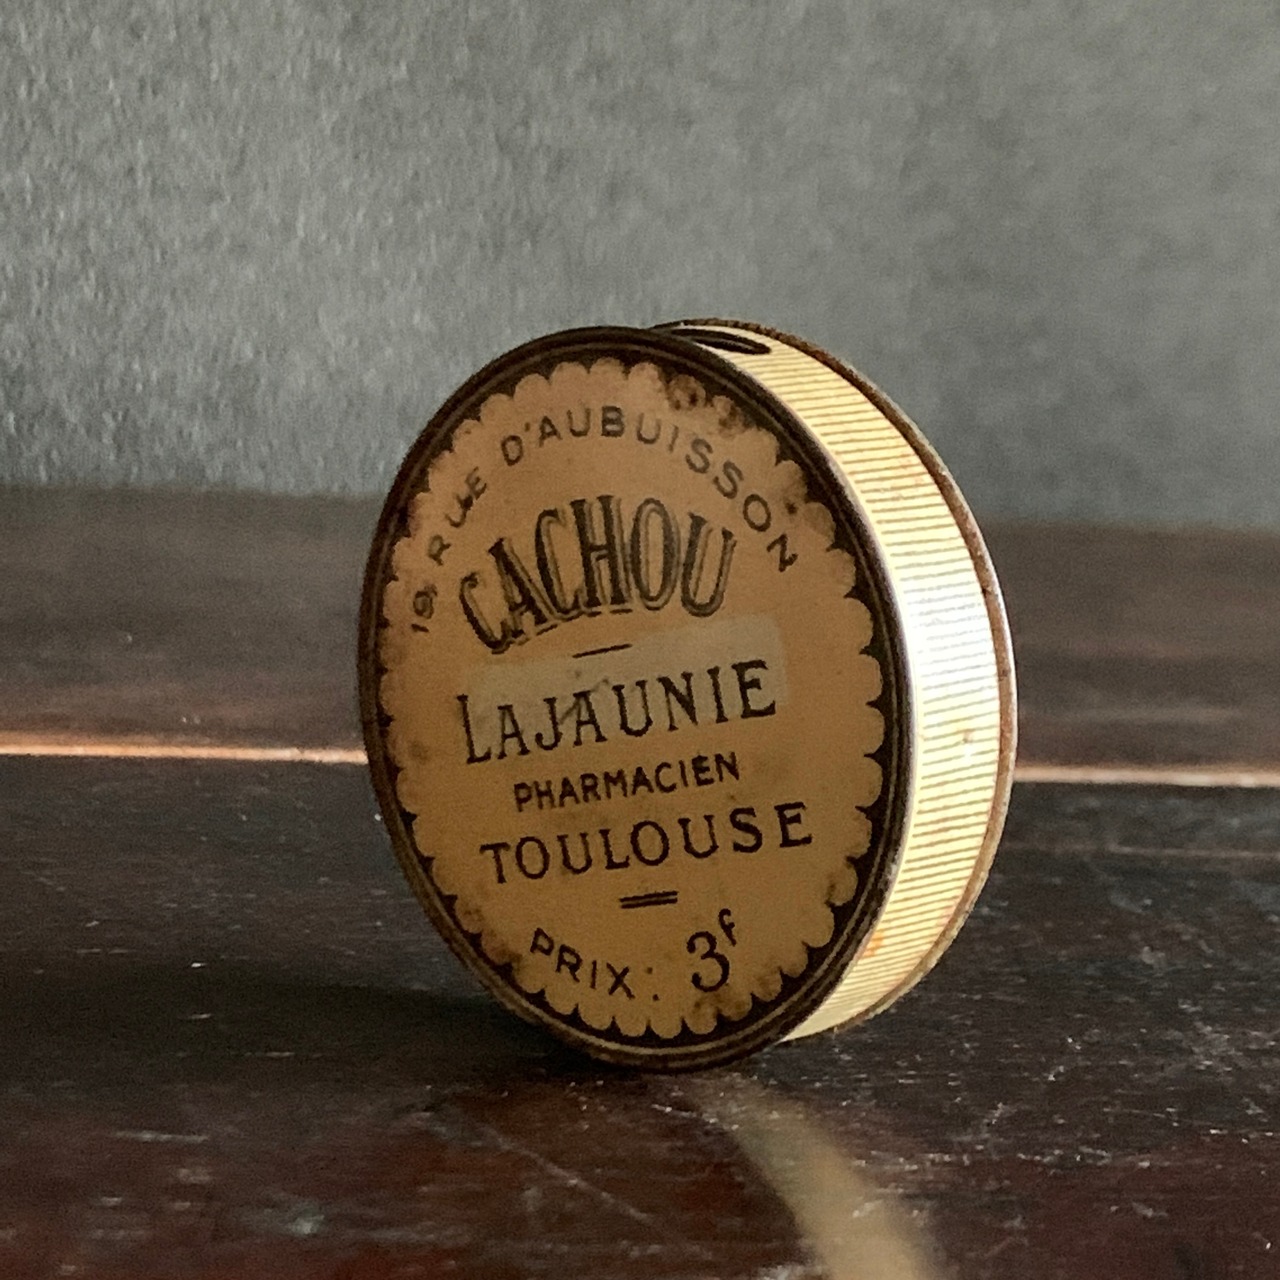 19, RUE D'AUBUISSON
CACHOU
LAJAUNIE
PHARMACIEN
TOULOUSE
PRIX: 3f